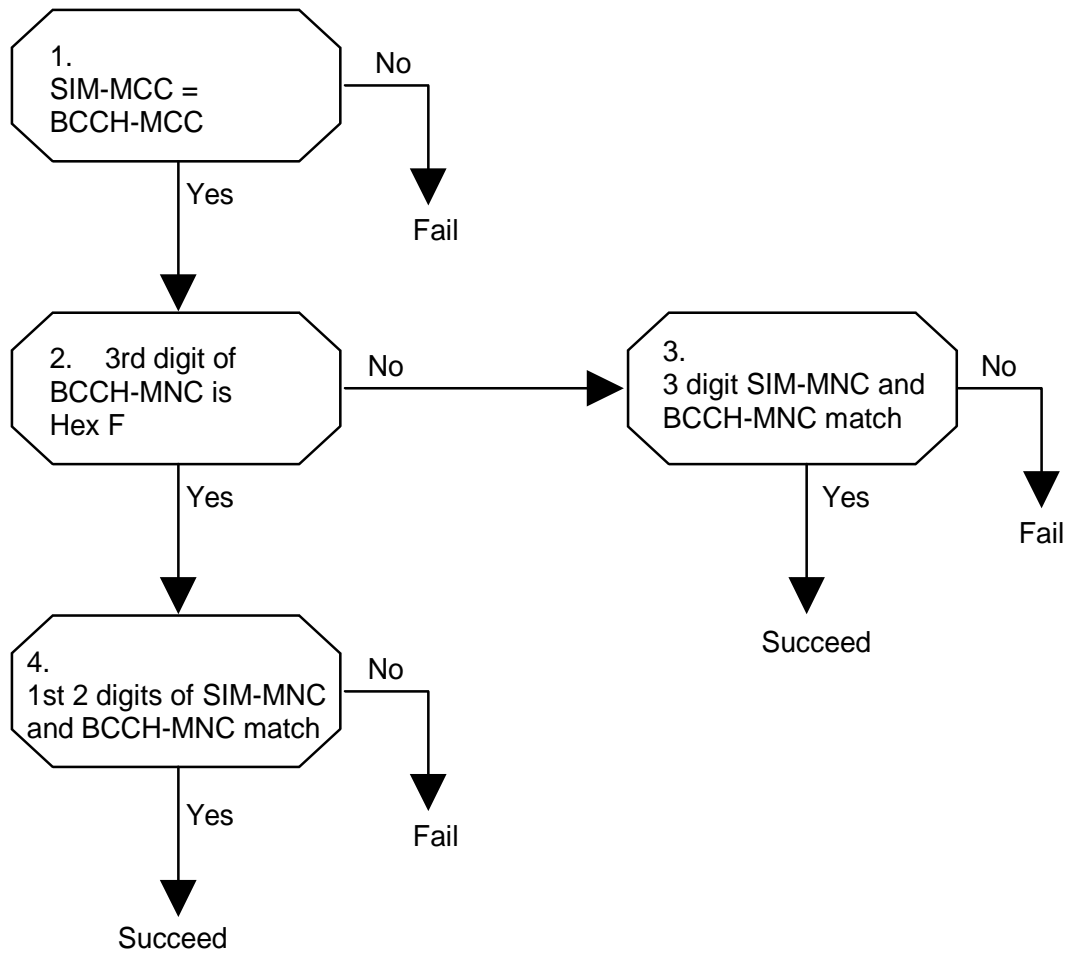 1.
SIM-MCC =
BCCH-MCC
No
Yes
Fail
2. 3rd digit of
BCCH-MNC is
Hex F
No
3.
3 digit SIM-MNC and
BCCH-MNC match
No
Yes
Yes
Fail
Succeed
4.
1st 2 digits of SIM-MNC
and BCCH-MNC match
No
Yes
Fail
Succeed